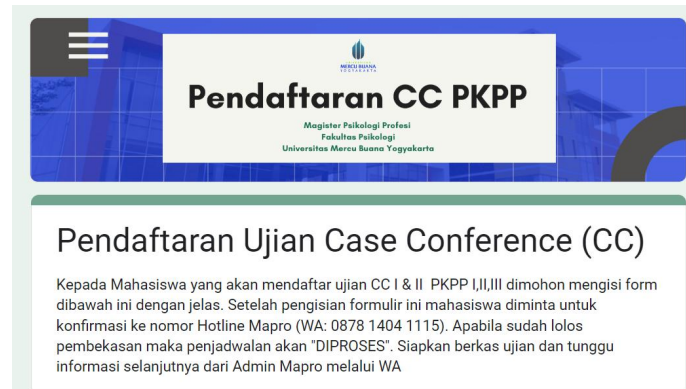 MERCU BUANA
YOGYAKARTA
Pendaftaran CC PKPP
Magister Psikologi Profesi
Fakultas Psikologi
Universitas Mercu Buana Yogyakarta
Pendaftaran Ujian Case Conference (CC)
Kepada Mahasiswa yang akan mendaftar ujian CC I & II  PKPP I,II,III dimohon mengisi form
dibawah ini dengan jelas. Setelah pengisian formulir ini mahasiswa diminta untuk
konfirmasi ke nomor Hotline Mapro (WA: 0878 1404 1115). Apabila sudah lolos
pembekasan maka penjadwalan akan "DIPROSES". Siapkan berkas ujian dan tunggu
informasi selanjutnya dari Admin Mapro melalui WA